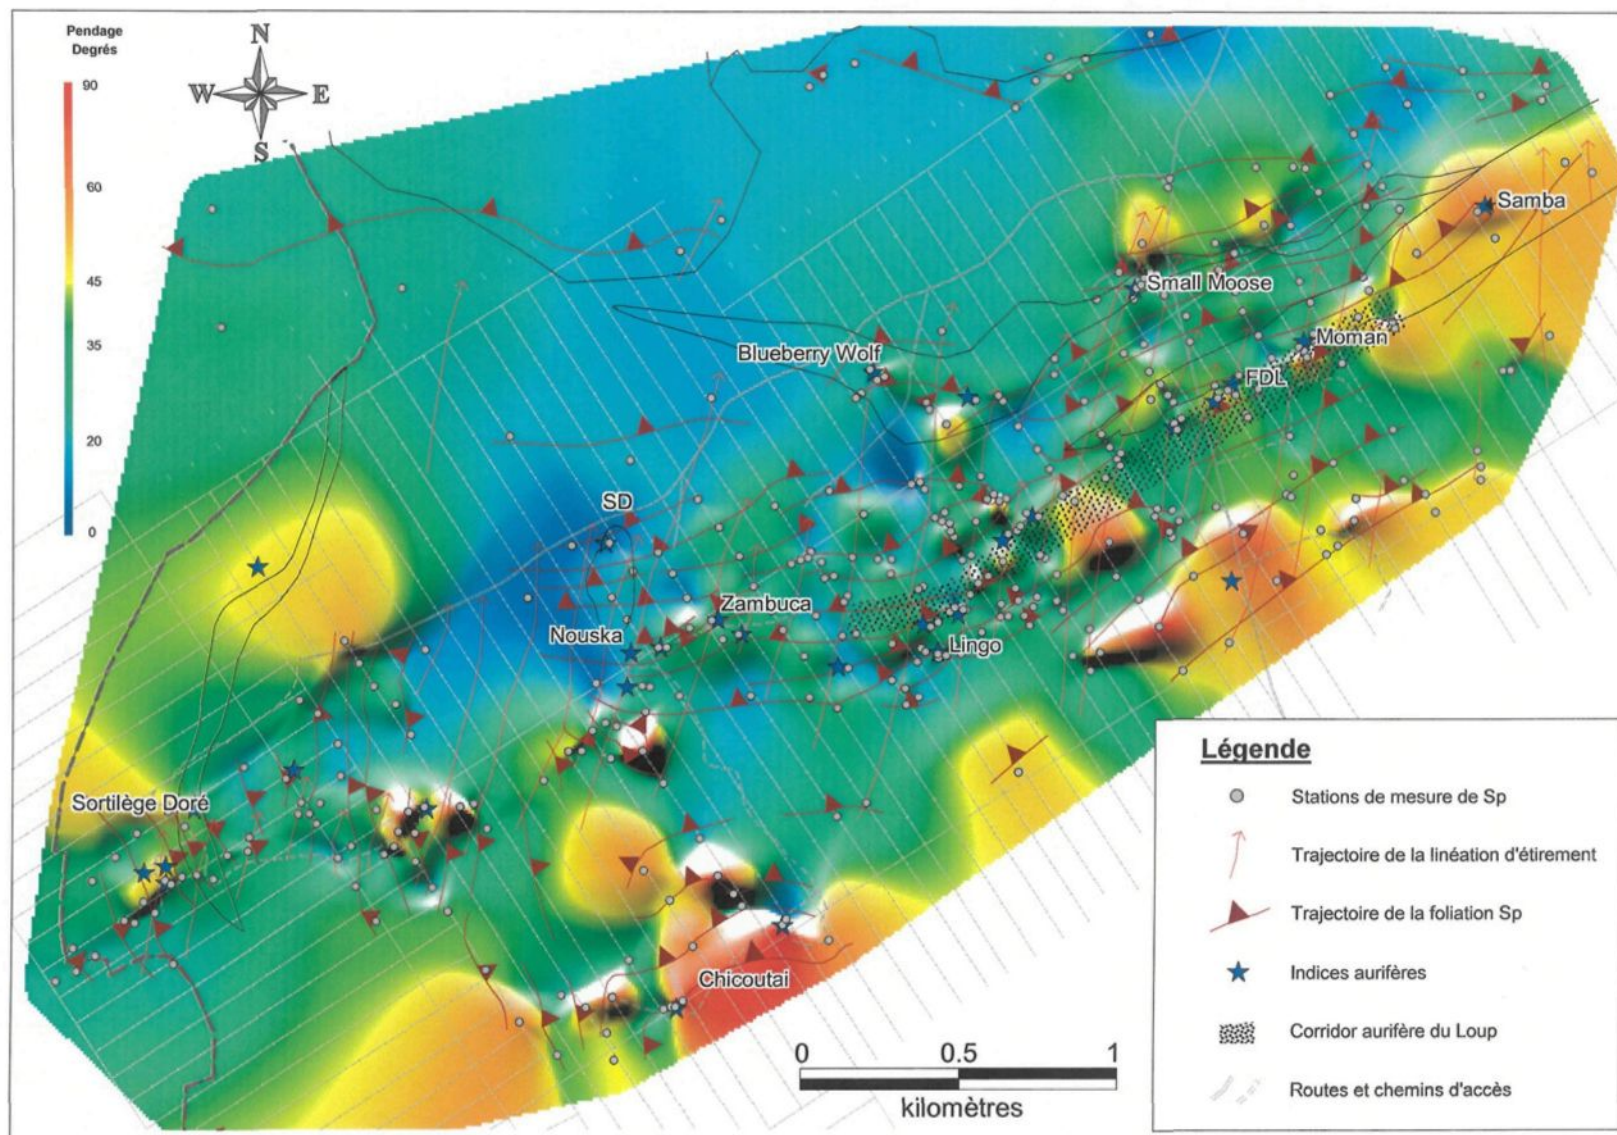 Pendage
Degrés
90
60
45
35
20
0
N
W E
S
Samba
Small Moose
Moman
Blueberry Wolf
FDL
SD
Zambuca
Nouska
Lingo
Sortilège Doré
Chicoutai
0 0.5 1
kilomètres
Légende
Stations de mesure de Sp
Trajectoire de la linéation d'étirement
Trajectoire de la foliation Sp
Indices aurifères
Corridor aurifère du Loup
Routes et chemins d'accès